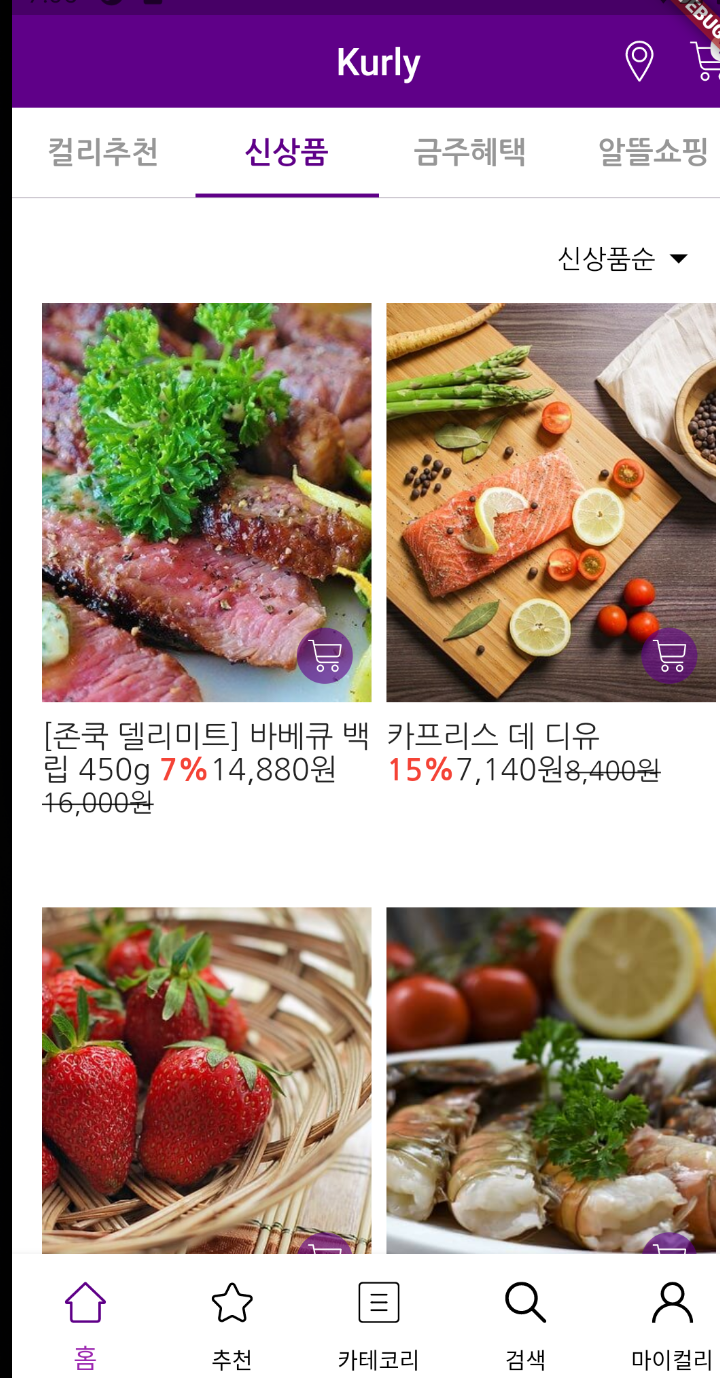 Kurly
컬리추천 신상품 금주혜택 알뜰쇼핑
신상품순
[존쿡 델리미트] 바베큐 백
립 450g 7% 14,880원
16,000원
카프리스 데 디유
15% 7,140원 8,400원
홈 추천 카테코리 검색 마이컬리